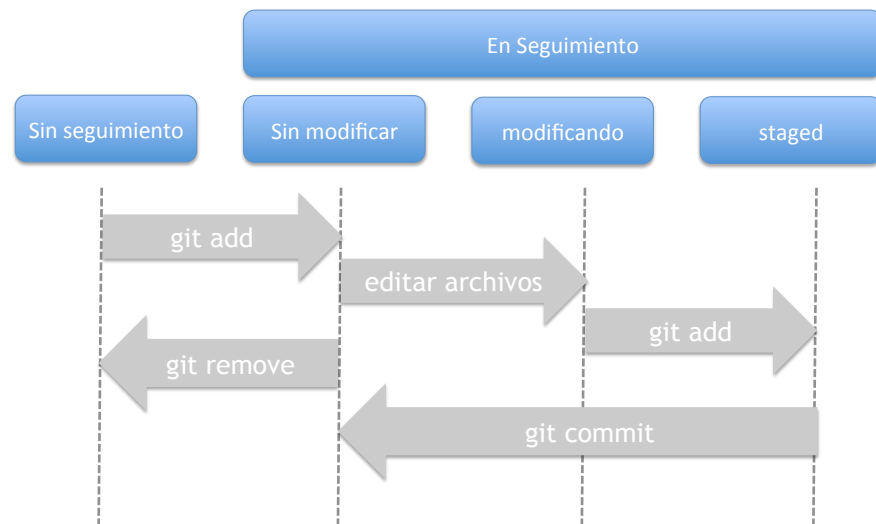 En Seguimiento
Sin seguimiento
Sin modificar
modificando
staged
git add
editar archivos
git add
git remove
git commit